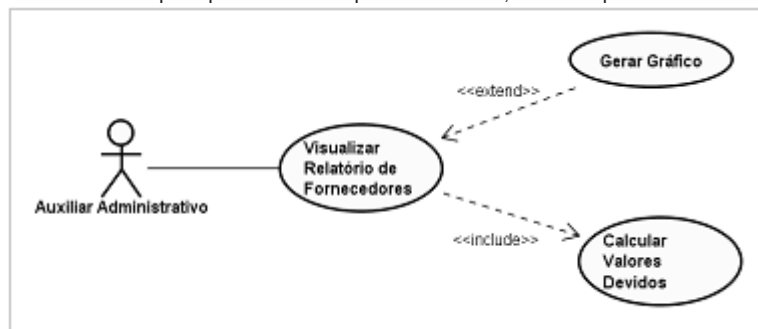 Gerar Gráfico
<<extend>>
Visualizar
Relatório de
Fornecedores
Auxiliar Administrativo
<<include>>
Calcular
Valores
Devidos